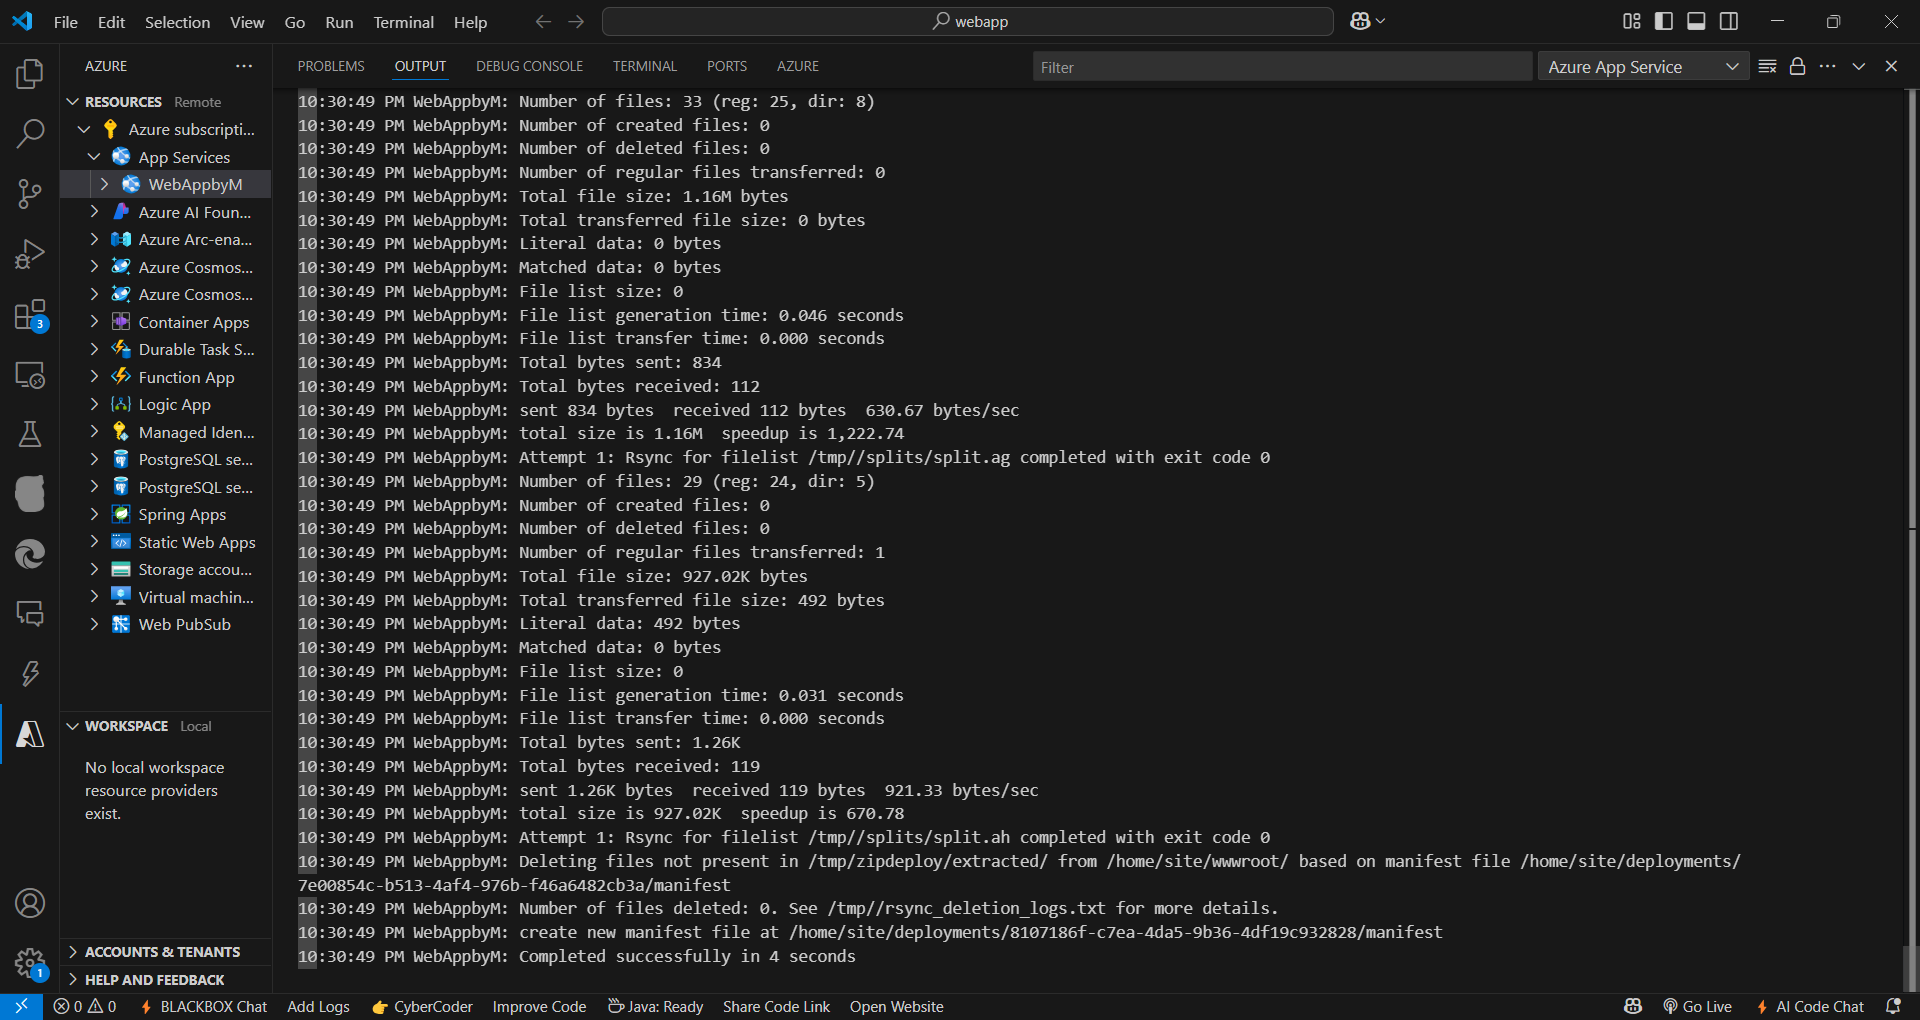 File Edit Selection View Go Run Terminal Help
webapp
AZURE
PROBLEMS OUTPUT DEBUG CONSOLE TERMINAL PORTS AZURE
Filter
Azure App Service
RESOURCES Remote
Azure subscripti...
App Services
WebAppbyM
Azure AI Foun...
Azure Arc-ena...
Azure Cosmos...
Azure Cosmos...
Container Apps
Durable Task S...
Function App
Logic App
Managed Iden...
PostgreSQL se...
PostgreSQL se...
Spring Apps
Static Web Apps
Storage accou...
Virtual machin...
Web PubSub
WORKSPACE Local
No local workspace
resource providers
exist.
ACCOUNTS & TENANTS
HELP AND FEEDBACK
3
1
10:30:49 PM WebAppbyM: Number of files: 33 (reg: 25, dir: 8)
10:30:49 PM WebAppbyM: Number of created files: 0
10:30:49 PM WebAppbyM: Number of deleted files: 0
10:30:49 PM WebAppbyM: Number of regular files transferred: 0
10:30:49 PM WebAppbyM: Total file size: 1.16M bytes
10:30:49 PM WebAppbyM: Total transferred file size: 0 bytes
10:30:49 PM WebAppbyM: Literal data: 0 bytes
10:30:49 PM WebAppbyM: Matched data: 0 bytes
10:30:49 PM WebAppbyM: File list size: 0
10:30:49 PM WebAppbyM: File list generation time: 0.046 seconds
10:30:49 PM WebAppbyM: File list transfer time: 0.000 seconds
10:30:49 PM WebAppbyM: Total bytes sent: 834
10:30:49 PM WebAppbyM: Total bytes received: 112
10:30:49 PM WebAppbyM: sent 834 bytes  received 112 bytes  630.67 bytes/sec
10:30:49 PM WebAppbyM: total size is 1.16M  speedup is 1,222.74
10:30:49 PM WebAppbyM: Attempt 1: Rsync for filelist /tmp//splits/split.ag completed with exit code 0
10:30:49 PM WebAppbyM: Number of files: 29 (reg: 24, dir: 5)
10:30:49 PM WebAppbyM: Number of created files: 0
10:30:49 PM WebAppbyM: Number of deleted files: 0
10:30:49 PM WebAppbyM: Number of regular files transferred: 1
10:30:49 PM WebAppbyM: Total file size: 927.02K bytes
10:30:49 PM WebAppbyM: Total transferred file size: 492 bytes
10:30:49 PM WebAppbyM: Literal data: 492 bytes
10:30:49 PM WebAppbyM: Matched data: 0 bytes
10:30:49 PM WebAppbyM: File list size: 0
10:30:49 PM WebAppbyM: File list generation time: 0.031 seconds
10:30:49 PM WebAppbyM: File list transfer time: 0.000 seconds
10:30:49 PM WebAppbyM: Total bytes sent: 1.26K
10:30:49 PM WebAppbyM: Total bytes received: 119
10:30:49 PM WebAppbyM: sent 1.26K bytes  received 119 bytes  921.33 bytes/sec
10:30:49 PM WebAppbyM: total size is 927.02K  speedup is 670.78
10:30:49 PM WebAppbyM: Attempt 1: Rsync for filelist /tmp//splits/split.ah completed with exit code 0
10:30:49 PM WebAppbyM: Deleting files not present in /tmp/zipdeploy/extracted/ from /home/site/wwwroot/ based on manifest file /home/site/deployments/
7e00854c-b513-4af4-976b-f46a6482cb3a/manifest
10:30:49 PM WebAppbyM: Number of files deleted: 0. See /tmp//rsync_deletion_logs.txt for more details.
10:30:49 PM WebAppbyM: create new manifest file at /home/site/deployments/8107186f-c7ea-4da5-9b36-4df19c932828/manifest
10:30:49 PM WebAppbyM: Completed successfully in 4 seconds
0 0 BLACKBOX Chat Add Logs CyberCoder Improve Code Java: Ready Share Code Link Open Website Go Live AI Code Chat